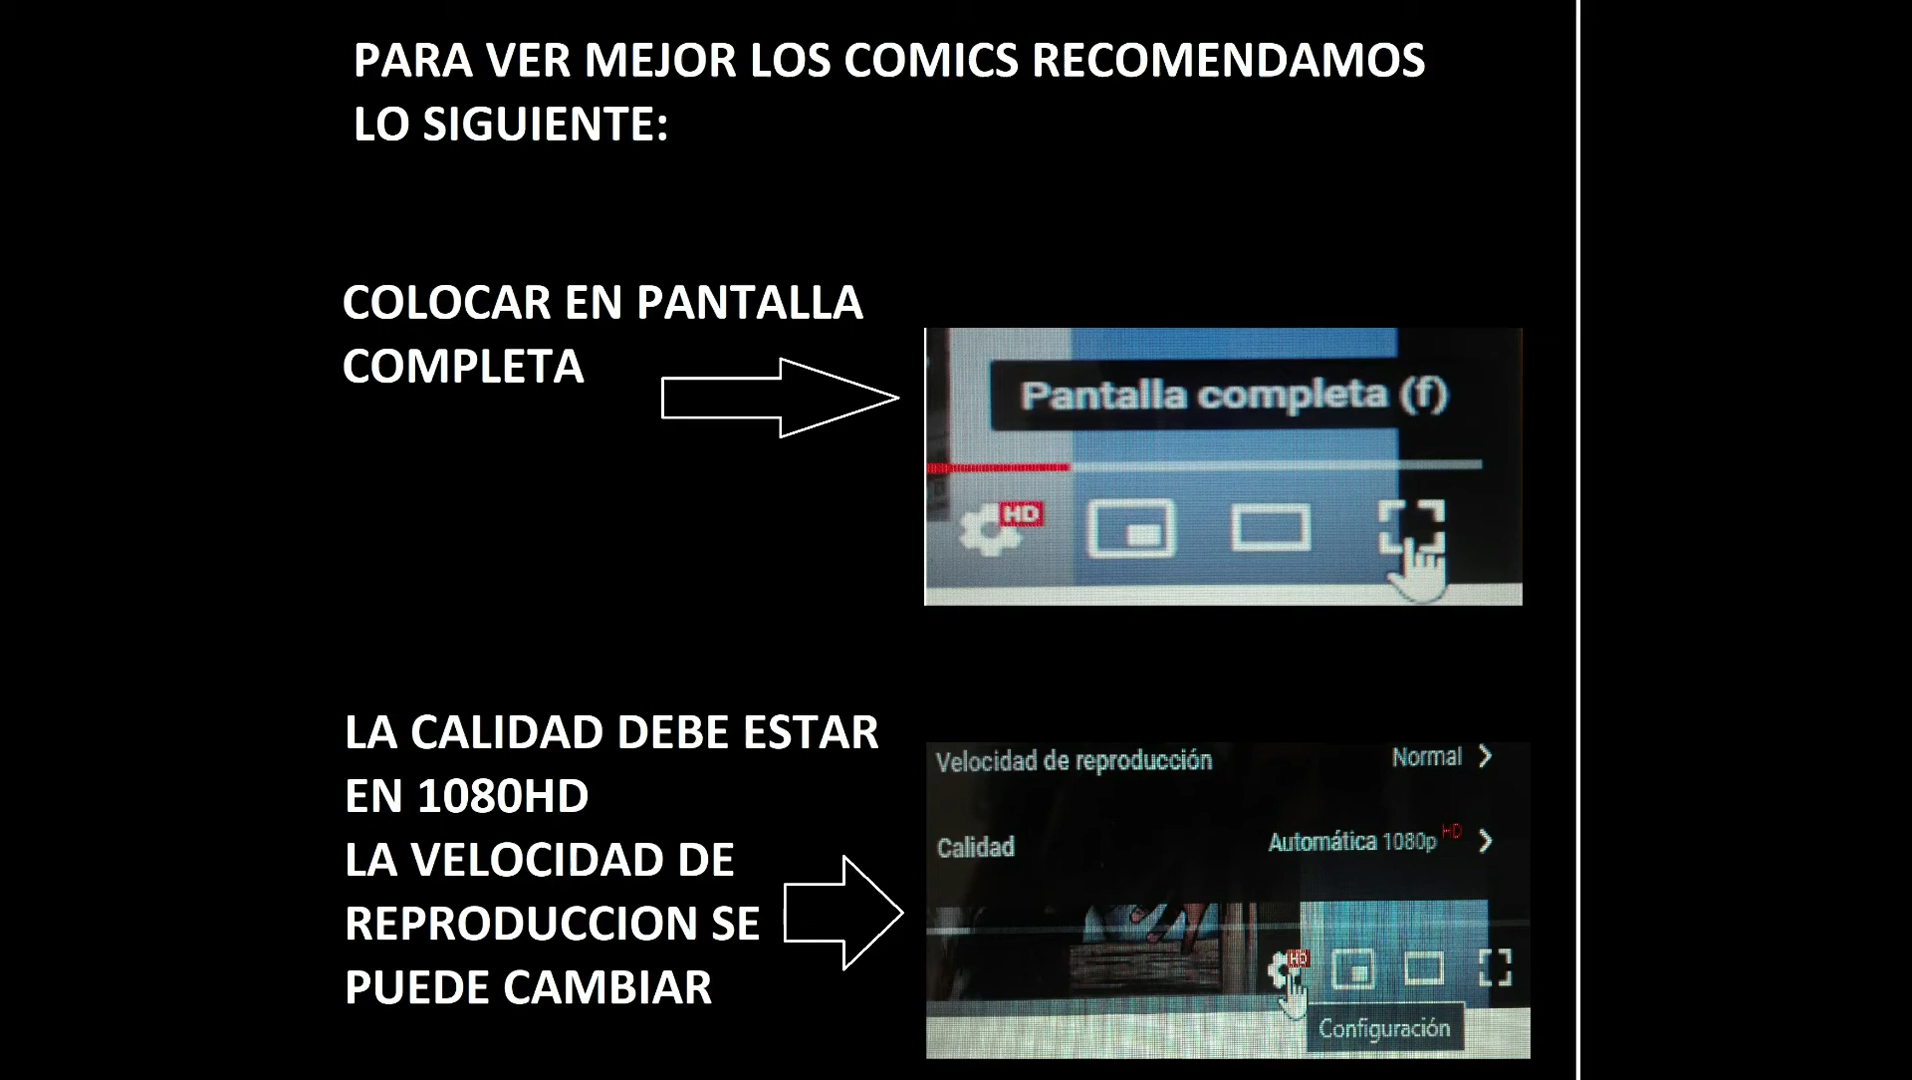 PARA VER MEJOR LOS COMICS RECOMENDAMOS
LO SIGUIENTE:
COLOCAR EN PANTALLA
COMPLETA
Pantalla completa (f)
HD
LA CALIDAD DEBE ESTAR
EN 1080HD
LA VELOCIDAD DE
REPRODUCCION SE
PUEDE CAMBIAR
Velocidad de reproducción Normal
Calidad Automática 1080p HD
HD
Configuración